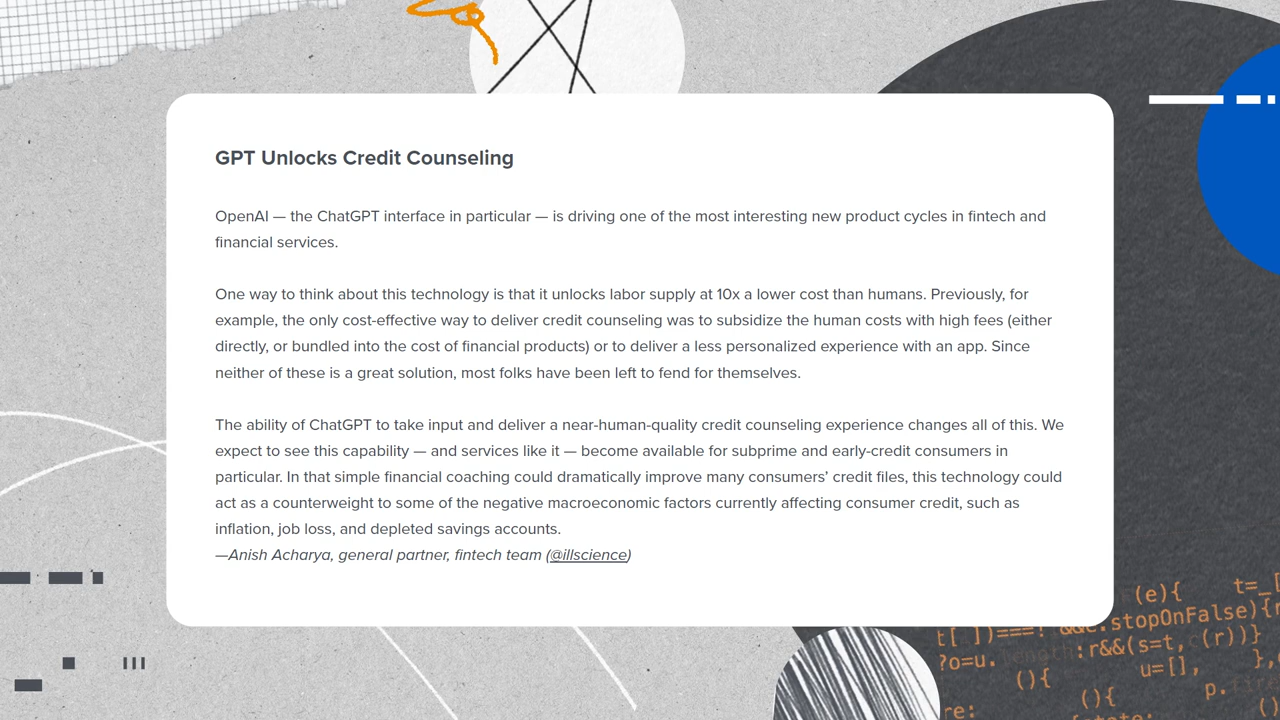 GPT Unlocks Credit Counseling
OpenAI — the ChatGPT interface in particular — is driving one of the most interesting new product cycles in fintech and
financial services.
One way to think about this technology is that it unlocks labor supply at 10x a lower cost than humans. Previously, for
example, the only cost-effective way to deliver credit counseling was to subsidize the human costs with high fees (either
directly, or bundled into the cost of financial products) or to deliver a less personalized experience with an app. Since
neither of these is a great solution, most folks have been left to fend for themselves.
The ability of ChatGPT to take input and deliver a near-human-quality credit counseling experience changes all of this. We
expect to see this capability — and services like it — become available for subprime and early-credit consumers in
particular. In that simple financial coaching could dramatically improve many consumers’ credit files, this technology could
act as a counterweight to some of the negative macroeconomic factors currently affecting consumer credit, such as
inflation, job loss, and depleted savings accounts.
—Anish Acharya, general partner, fintech team (@illscience)
(e){ t=_[
.stopOnFalse){r
?o=u. :r&&(s=t, (r))}
(){ u=[], },
(){ p.
re: ()